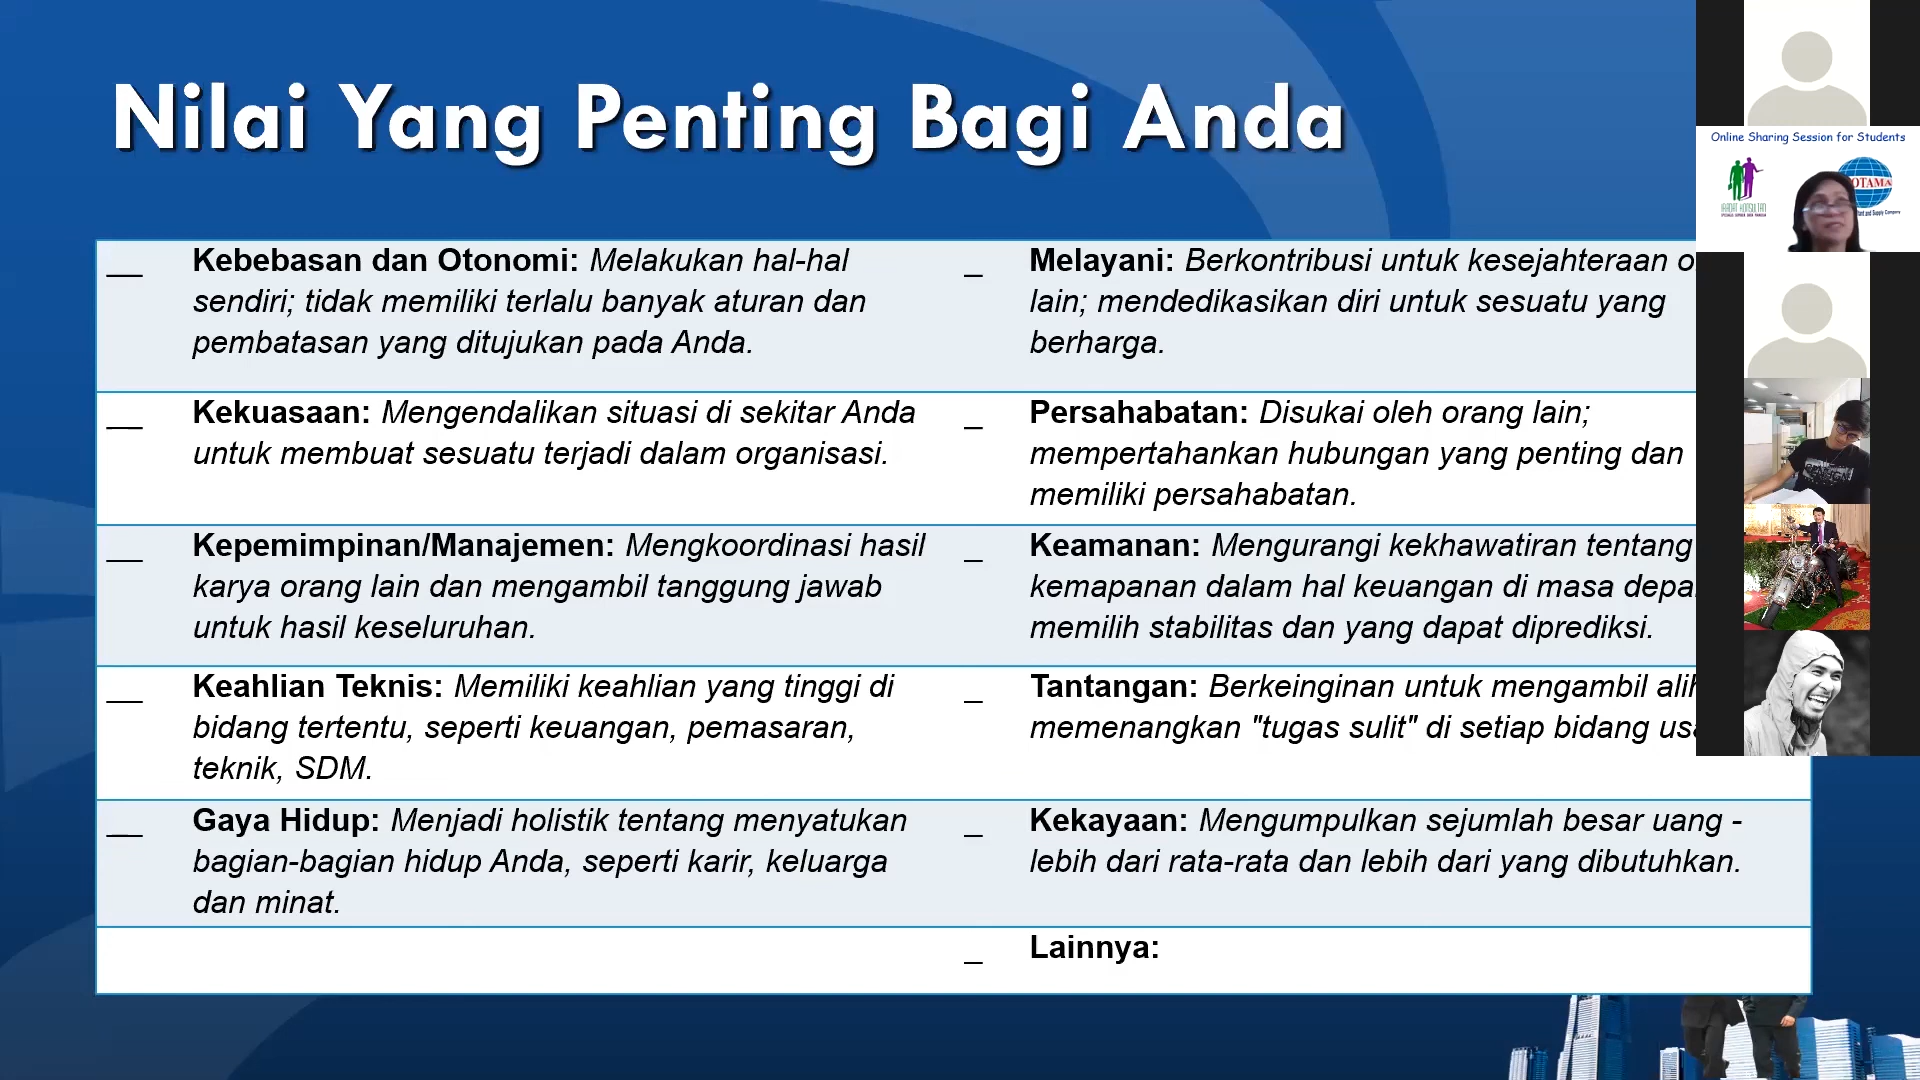 Nilai Yang Penting Bagi Anda
Online Sharing Session for Students
OTAMA
__ Kebebasan dan Otonomi: Melakukan hal-hal
sendiri; tidak memiliki terlalu banyak aturan dan
pembatasan yang ditujukan pada Anda.
_ Melayani: Berkontribusi untuk kesejahteraan
lain; mendedikasikan diri untuk sesuatu yang
berharga.
__ Kekuasaan: Mengendalikan situasi di sekitar Anda
untuk membuat sesuatu terjadi dalam organisasi.
_ Persahabatan: Disukai oleh orang lain;
mempertahankan hubungan yang penting dan
memiliki persahabatan.
__ Kepemimpinan/Manajemen: Mengkoordinasi hasil
karya orang lain dan mengambil tanggung jawab
untuk hasil keseluruhan.
_ Keamanan: Mengurangi kekhawatiran tentang
kemapanan dalam hal keuangan di masa
memilih stabilitas dan yang dapat diprediksi.
__ Keahlian Teknis: Memiliki keahlian yang tinggi di
bidang tertentu, seperti keuangan, pemasaran,
teknik, SDM.
_ Tantangan: Berkeinginan untuk mengambil
memenangkan "tugas sulit" di setiap bidang
__ Gaya Hidup: Menjadi holistik tentang menyatukan
bagian-bagian hidup Anda, seperti karir, keluarga
dan minat.
_ Kekayaan: Mengumpulkan sejumlah besar uang -
lebih dari rata-rata dan lebih dari yang dibutuhkan.
_ Lainnya: